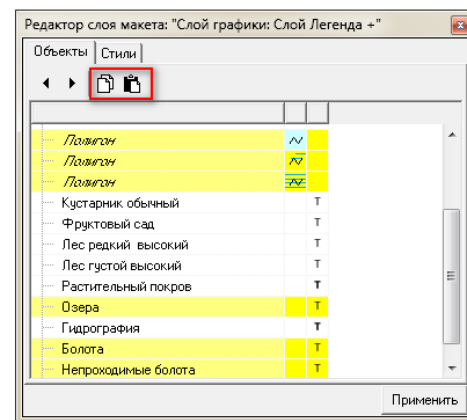 Редактор слоя макета: "Слой графики: Слой Легенда +"
Объекты Стили
Полигон
Полигон
Полигон
Кустарник обычный Т
Фруктовый сад Т
Лес редкий высокий Т
Лес густой высокий Т
Растительный покров Т
Озера Т
Гидрография Т
Болота Т
Непроходимые болота Т
Применить